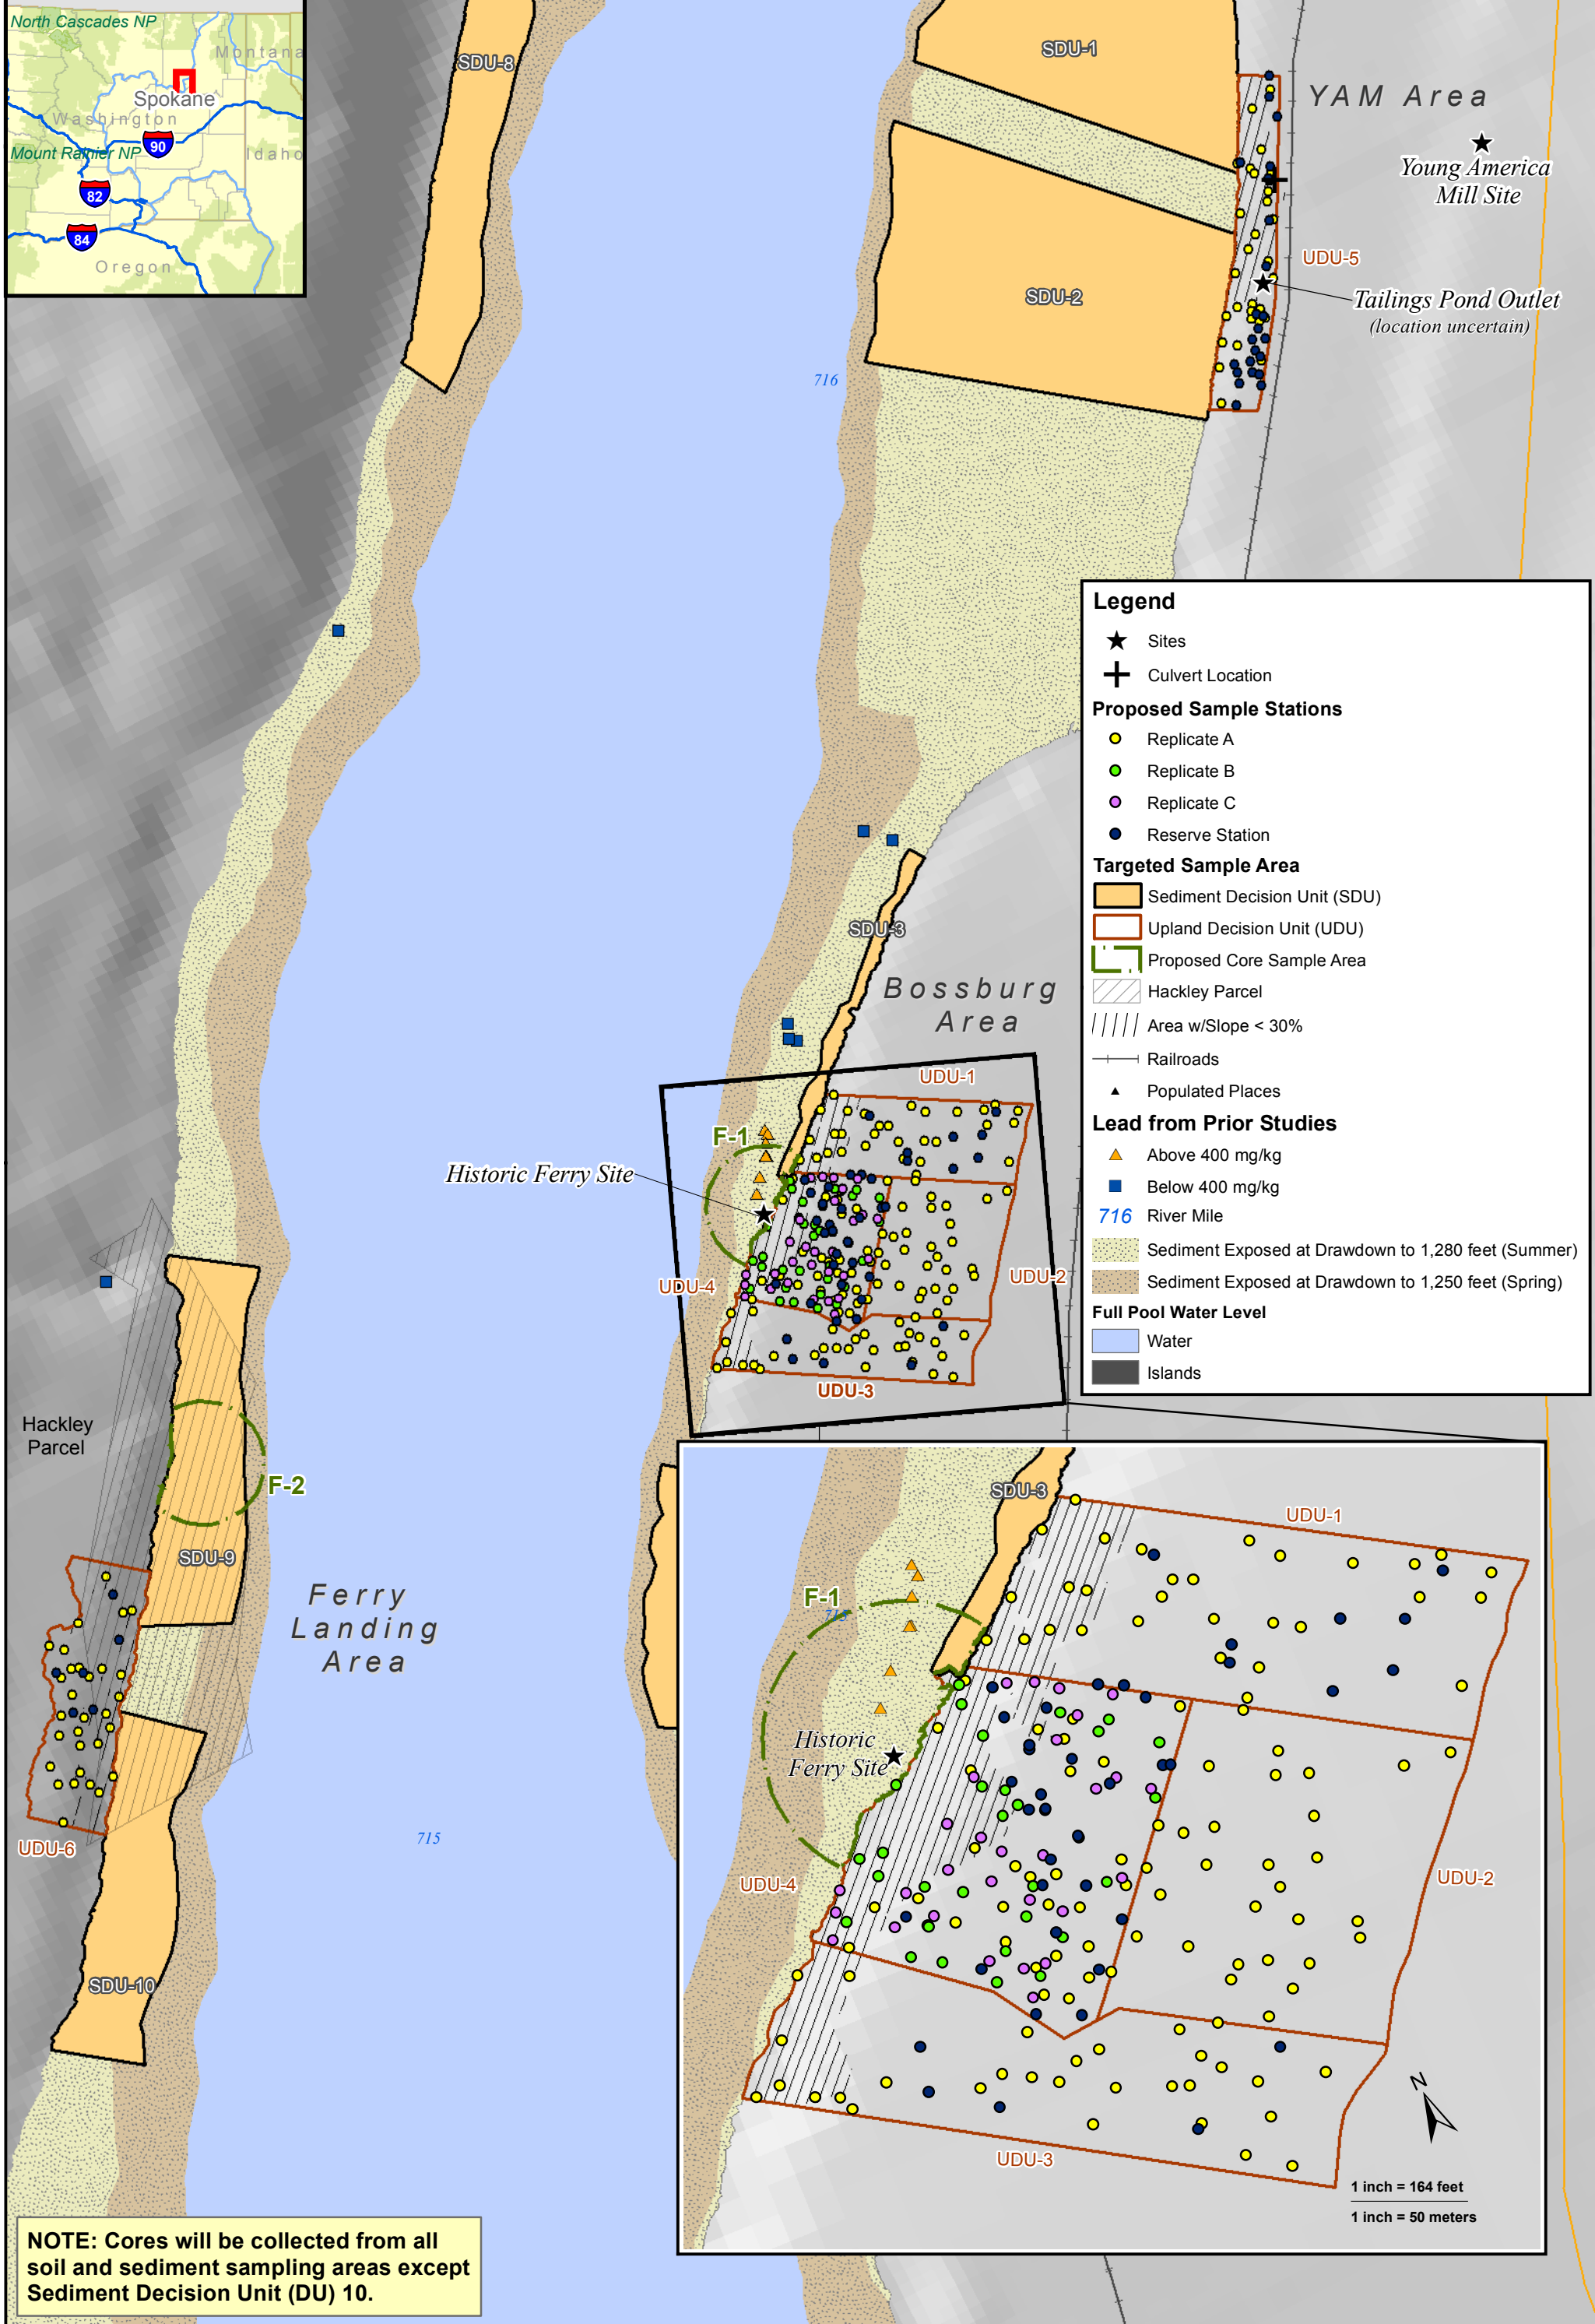 North Cascades NP
Montana
Spokane
Washington
90
Mount Rainier NP
Idaho
82
84
Oregon
SDU-8
SDU-1
YAM Area
Young America
Mill Site
UDU-5
SDU-2
Tailings Pond Outlet
(location uncertain)
716
Legend
Sites
Culvert Location
Proposed Sample Stations
Replicate A
Replicate B
Replicate C
Reserve Station
Targeted Sample Area
Sediment Decision Unit (SDU)
Upland Decision Unit (UDU)
Proposed Core Sample Area
Hackley Parcel
Area w/Slope < 30%
Railroads
Populated Places
Lead from Prior Studies
Above 400 mg/kg
Below 400 mg/kg
716 River Mile
Sediment Exposed at Drawdown to 1,280 feet (Summer)
Sediment Exposed at Drawdown to 1,250 feet (Spring)
Full Pool Water Level
Water
Islands
SDU-3
Bossburg
Area
UDU-1
F-1
Historic Ferry Site
UDU-4
UDU-2
UDU-3
Hackley
Parcel
F-2
SDU-9
Ferry
Landing
Area
UDU-6
715
SDU-10
SDU-3
UDU-1
F-1
715
Historic
Ferry Site
UDU-4
UDU-2
UDU-3
N
1 inch = 164 feet
1 inch = 50 meters
NOTE: Cores will be collected from all
soil and sediment sampling areas except
Sediment Decision Unit (DU) 10.